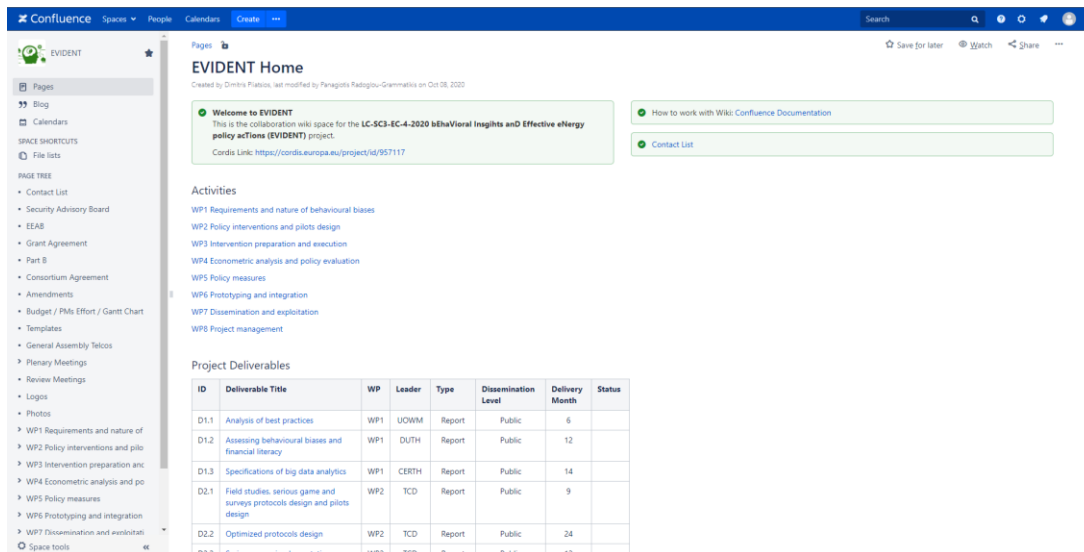 Confluence Spaces People Calendars Create ··· Search
EVIDENT
Pages
Blog
Calendars
SPACE SHORTCUTS
File lists
PAGE TREE
Contact List
Security Advisory Board
EEAB
Grant Agreement
Part B
Consortium Agreement
Amendments
Budget / PMs Effort / Gantt Chart
Templates
General Assembly Telcos
Plenary Meetings
Review Meetings
Logos
Photos
WP1 Requirements and nature of
WP2 Policy interventions and pilo
WP3 Intervention preparation anc
WP4 Econometric analysis and po
WP5 Policy measures
WP6 Prototyping and integration
WP7 Dissemination and exploitati
Space tools
Pages
Save for later Watch Share ···
EVIDENT Home
Created by Dimitris Pliatsios, last modified by Panagiotis Radoglou-Grammatikis on Oct 08, 2020
Welcome to EVIDENT
This is the collaboration wiki space for the LC-SC3-EC-4-2020 bEhaVioral Insgihts anD Effective eNergy
policy acTions (EVIDENT) project.
Cordis Link: https://cordis.europa.eu/project/id/957117
How to work with Wiki: Confluence Documentation
Contact List
Activities
WP1 Requirements and nature of behavioural biases
WP2 Policy interventions and pilots design
WP3 Intervention preparation and execution
WP4 Econometric analysis and policy evaluation
WP5 Policy measures
WP6 Prototyping and integration
WP7 Dissemination and exploitation
WP8 Project management
Project Deliverables
ID Deliverable Title WP Leader Type Dissemination Level Delivery Month Status
D1.1 Analysis of best practices WP1 UOWM Report Public 6
D1.2 Assessing behavioural biases and financial literacy WP1 DUTH Report Public 12
D1.3 Specifications of big data analytics WP1 CERTH Report Public 14
D2.1 Field studies, serious game and surveys protocols design and pilots design WP2 TCD Report Public 9
D2.2 Optimized protocols design WP2 TCD Report Public 24